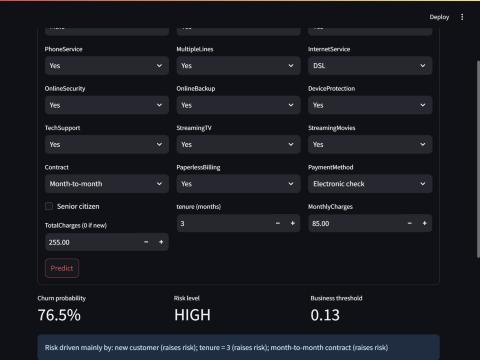 Deploy
PhoneService MultipleLines InternetService
Yes Yes DSL
OnlineSecurity OnlineBackup DeviceProtection
Yes Yes Yes
TechSupport StreamingTV StreamingMovies
Yes Yes Yes
Contract PaperlessBilling PaymentMethod
Month-to-month Yes Electronic check
Senior citizen tenure (months) MonthlyCharges
3 - + 85.00 - +
TotalCharges (0 if new)
255.00 - +
Predict
Churn probability Risk level Business threshold
76.5% HIGH 0.13
Risk driven mainly by: new customer (raises risk); tenure = 3 (raises risk); month-to-month contract (raises risk)